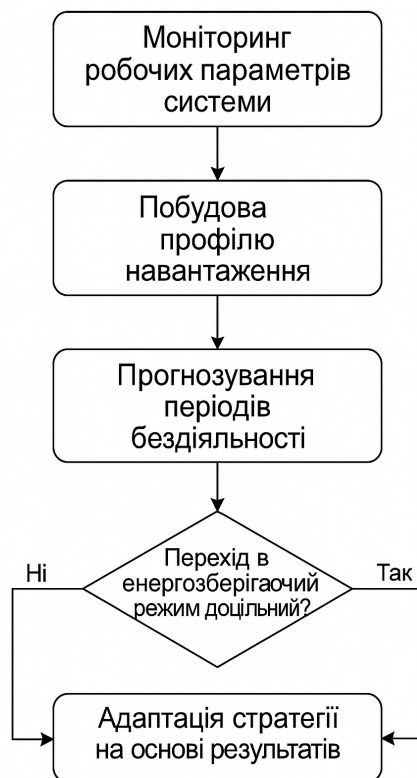 Моніторинг
робочих параметрів
системи
Побудова
профілю
навантаження
Прогнозування
періодів
бездіяльності
Перехід в
енергозберігаочий
режим доцільний?
Ні
Так
Адаптація стратегії
на основі результатів